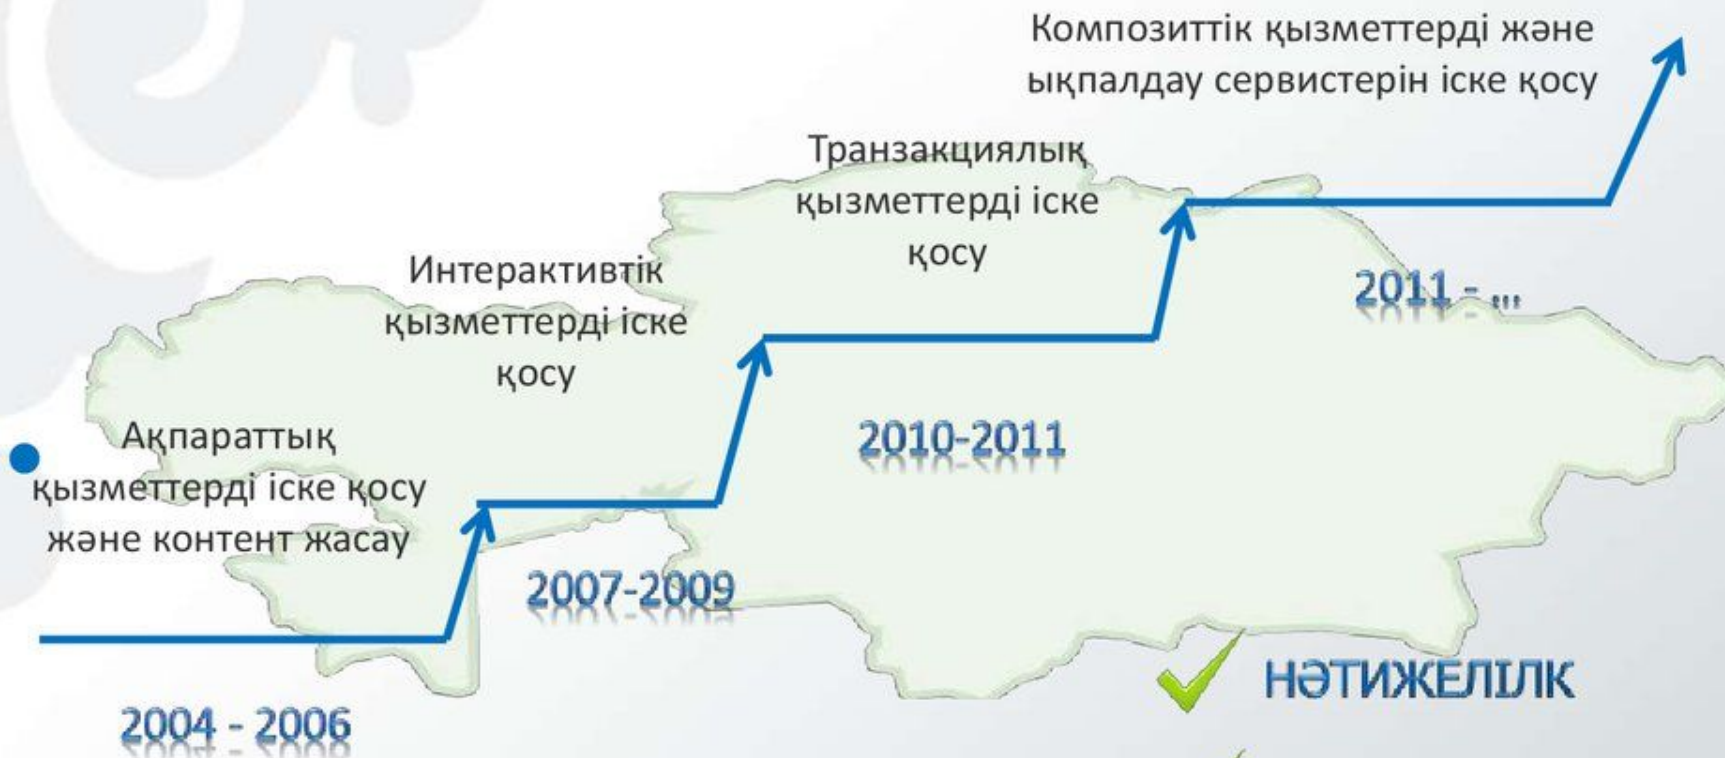 Композиттік қызметтерді және
ықпалдау сервистерін іске қосу
Транзакциялық
қызметтерді іске
қосу
2011 - ...
Интерактивтік
қызметтерді іске
қосу
2010-2011
Ақпараттық
қызметтерді іске қосу
және контент жасау
2007-2009
2004 - 2006
НӘТИЖЕЛІЛК